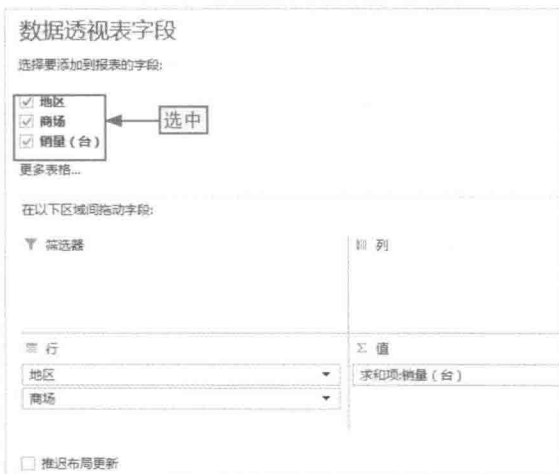 数据透视表字段
选择要添加到报表的字段:
地区
商场
选中
销量（台）
更多表格...
在以下区域间拖动字段:
筛选器
列
行
Σ 值
地区
求和项:销量（台）
商场
推迟布局更新